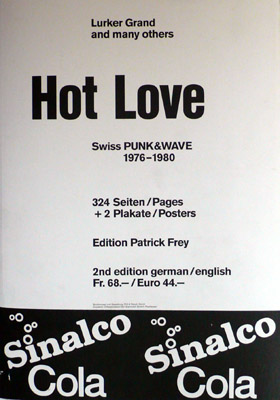 Lurker Grand
and many others
Hot Love
Swiss PUNK&WAVE
1976–1980
324 Seiten/Pages
+ 2 Plakate/Posters
Edition Patrick Frey
2nd edition german/english
Fr. 68.–/Euro 44.–
Sinalco
Cola
Sinalco
Cola